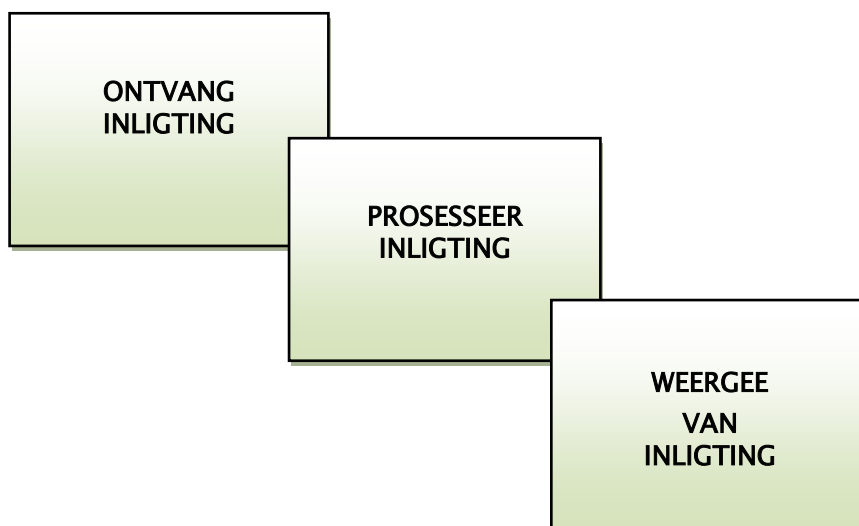 ONTVANG
INLIGTING
PROSESSEER
INLIGTING
WEERGEE
VAN
INLIGTING